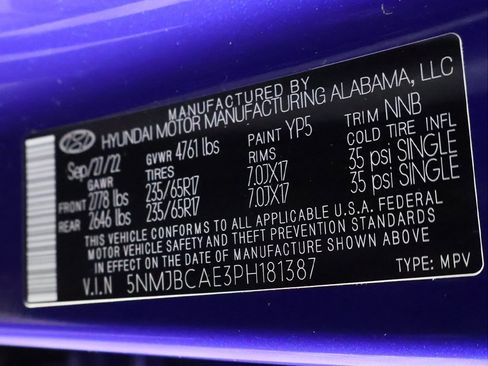 MANUFACTURED BY
HYUNDAI MOTOR MANUFACTURING ALABAMA, LLC
Sep/27/22 GVWR 4761 lbs PAINT YP5 TRIM NNB
GAWR TIRES RIMS COLD TIRE INFL
FRONT 2778 lbs 235/65R17 7.0JX17 35 psi SINGLE
REAR 2646 lbs 235/65R17 7.0JX17 35 psi SINGLE
THIS VEHICLE CONFORMS TO ALL APPLICABLE U.S.A. FEDERAL
MOTOR VEHICLE SAFETY AND THEFT PREVENTION STANDARDS
IN EFFECT ON THE DATE OF MANUFACTURE SHOWN ABOVE.
V.I.N 5NMJBCAE3PH181387 TYPE: MPV